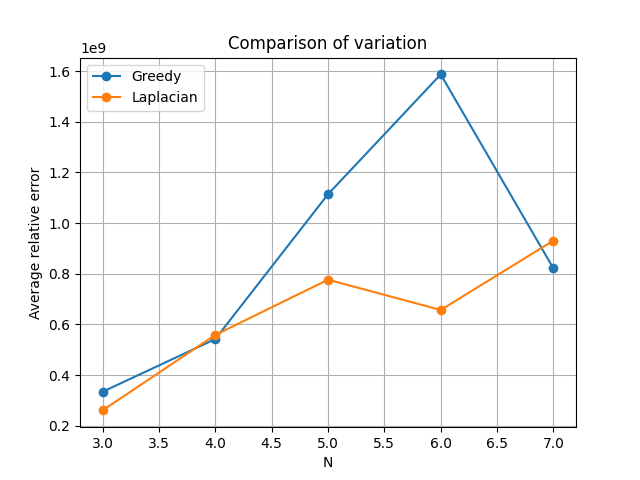 Comparison of variation
1e9
Greedy
Laplacian
1.6
1.4
1.2
1.0
0.8
0.6
0.4
0.2
Average relative error
3.0 3.5 4.0 4.5 5.0 5.5 6.0 6.5 7.0
N